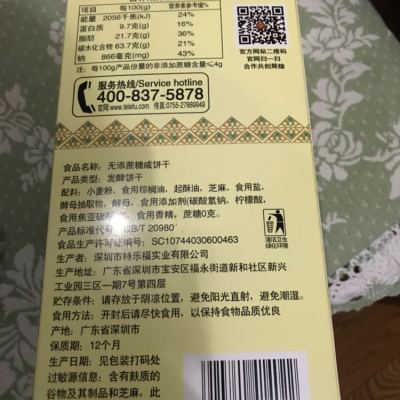 项目 每100(g) 营养素参考值%
能量 2056千焦(kJ) 24%
蛋白质 9.7克(g) 16%
脂肪 21.7克(g) 36%
碳水化合物 63.7克(g) 21%
钠 866毫克(mg) 43%
注：每100g产品份量的非添加蔗糖含量≤4g
官方网站二维码
官网扫一扫
合作共创辉煌
服务热线/Service hotline
400-837-5878
官网：www.telefu.com 传真:0755-27889949
食品名称：无添蔗糖咸饼干
产品类型：发酵饼干
配料：小麦粉，食用棕榈油，起酥油，芝麻，食用盐，
酵母抽取物，酵母，食用添加剂(碳酸氢钠，柠檬酸，
食用焦亚硫 ，食用香精，蔗糖0克。
产品标准代号： /T 20980
食品生产许可证编号：SC10744030600463
生产商：深圳市特乐福实业有限公司
生产地址：广东省深圳市宝安区福永街道新和社区新兴
工业园三区一期7号第四层
贮存条件：请存放于阴凉位置，避免阳光直射，避免潮湿。
食用方法：开封后请尽快食用，以保持食物品质优良
产地：广东省深圳市
保质期：12个月
生产日期：见包装打码处
过敏源信息：含有麸质的
谷物及其制品和芝麻，此
清洁卫生
绿化环境